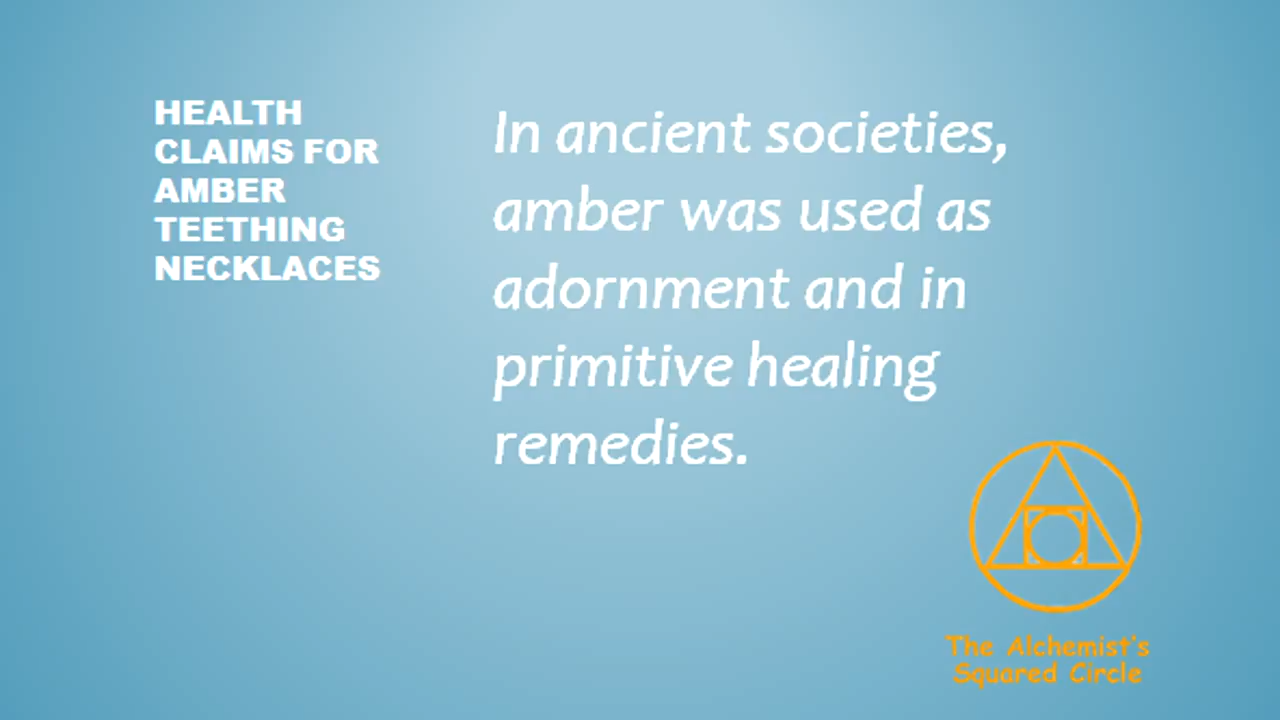 HEALTH
CLAIMS FOR
AMBER
TEETHING
NECKLACES
In ancient societies,
amber was used as
adornment and in
primitive healing
remedies.
The Alchemist's
Squared Circle